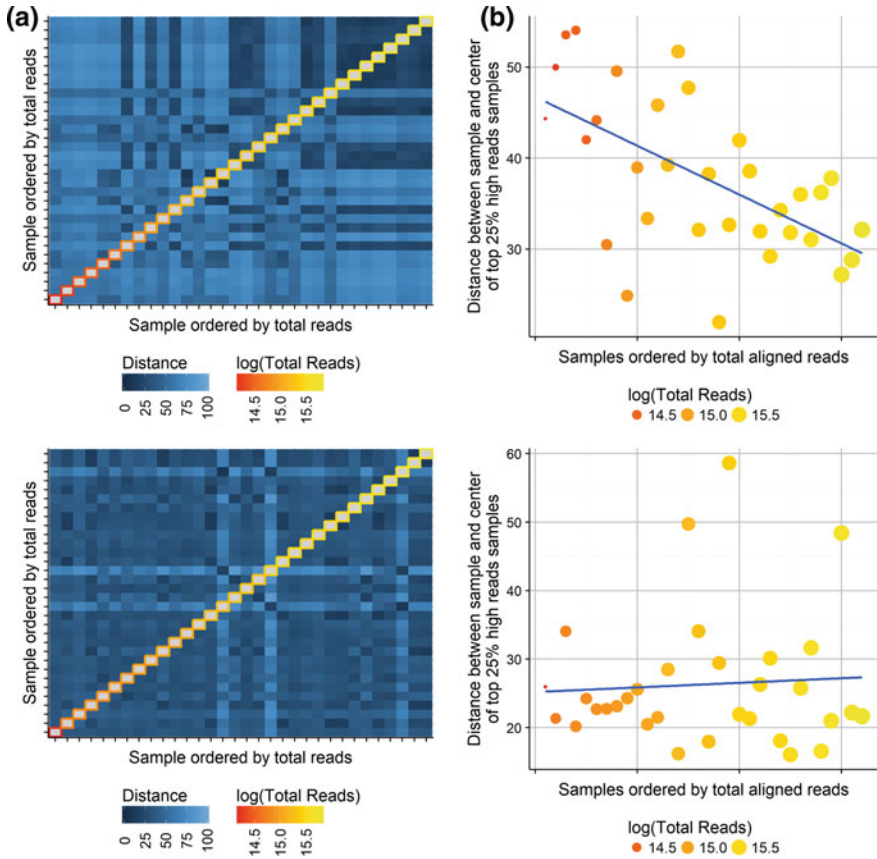 (a)
Sample ordered by total reads
Sample ordered by total reads
Distance
0
25
50
75
100
log(Total Reads)
14.5
15.0
15.5
(b)
Distance between sample and center
of top 25% high reads samples
50
40
30
Samples ordered by total aligned reads
log(Total Reads)
14.5 15.0 15.5
Sample ordered by total reads
Sample ordered by total reads
Distance
0
25
50
75
100
log(Total Reads)
14.5
15.0
15.5
Distance between sample and center
of top 25% high reads samples
60
50
40
30
20
Samples ordered by total aligned reads
log(Total Reads)
14.5 15.0 15.5